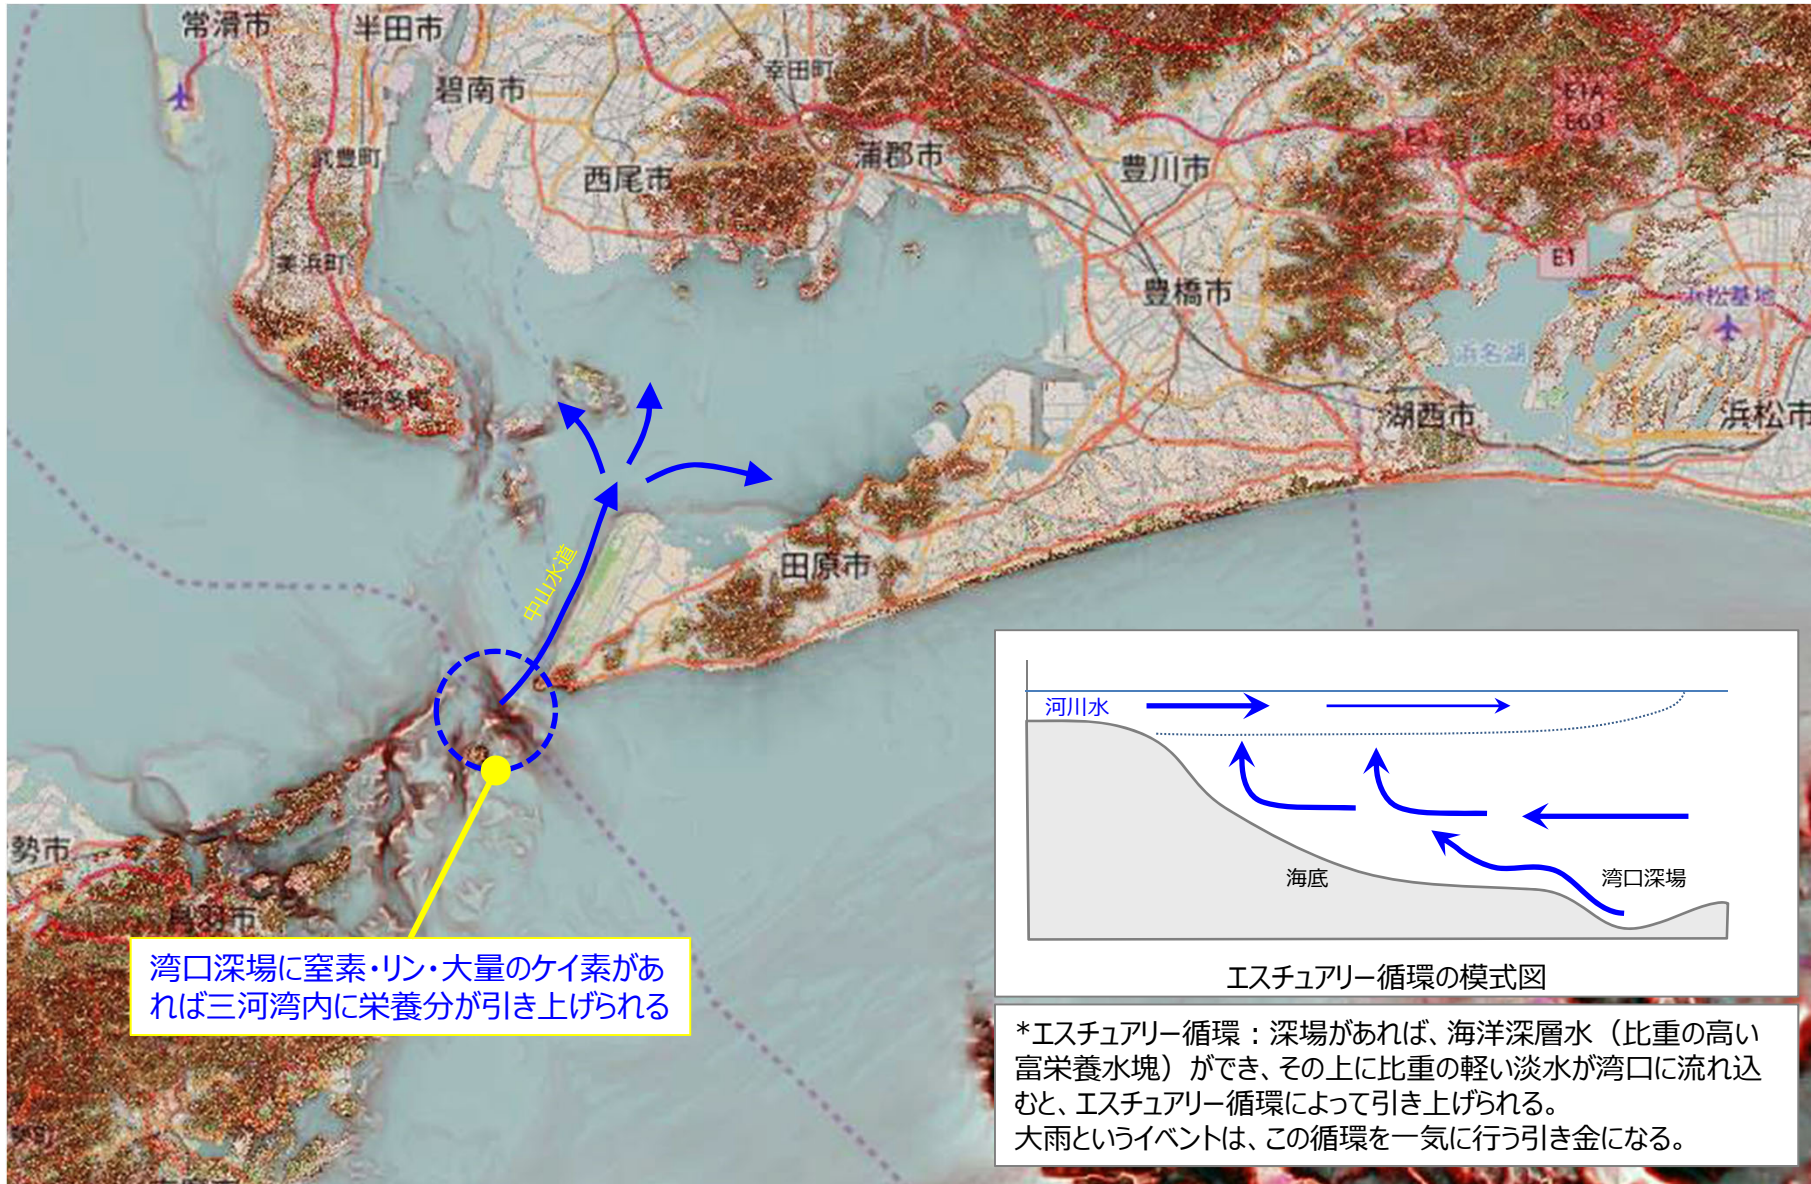 常滑市
半田市
碧南市
幸田町
武豊町
西尾市
蒲郡市
豊川市
E1A
E69
E1
美浜町
豊橋市
浜名湖
湖西市
浜松市
中山水道
田原市
勢市
鳥羽市
湾口深場に窒素・リン・大量のケイ素があ
れば三河湾内に栄養分が引き上げられる
河川水
海底
湾口深場
エスチュアリー循環の模式図
*エスチュアリー循環：深場があれば、海洋深層水（比重の高い
富栄養水塊）ができ、その上に比重の軽い淡水が湾口に流れ込
むと、エスチュアリー循環によって引き上げられる。
大雨というイベントは、この循環を一気に行う引き金になる。